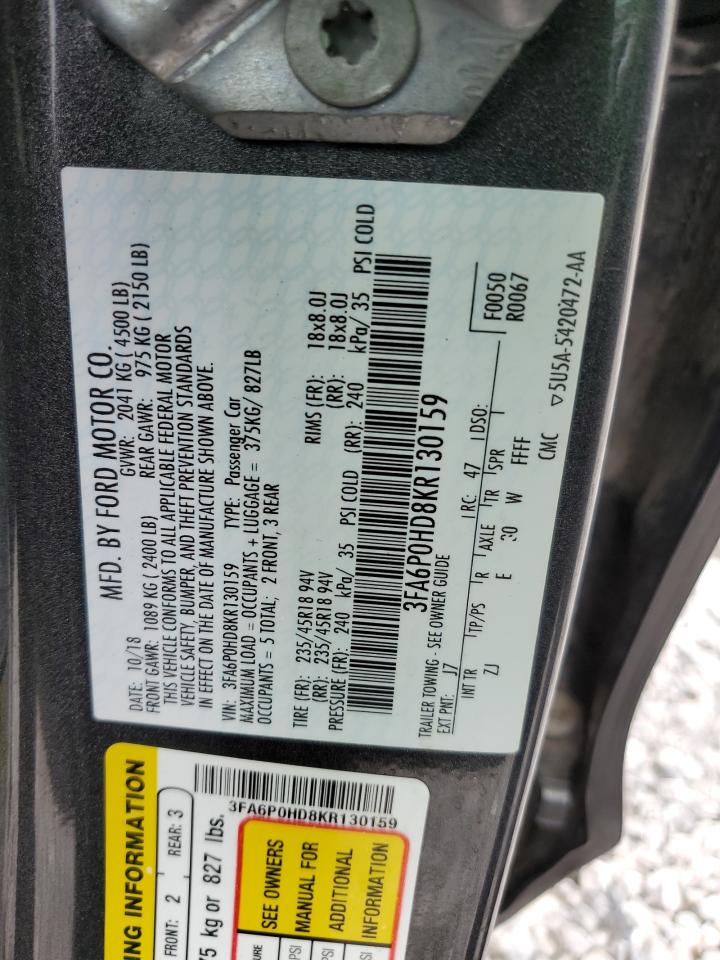 MFD. BY FORD MOTOR CO.
DATE: 10/18 GVWR: 2041 KG ( 4500 LB)
FRONT GAWR: 1089 KG ( 2400 LB) REAR GAWR: 975 KG ( 2150 LB)
THIS VEHICLE CONFORMS TO ALL APPLICABLE FEDERAL MOTOR
VEHICLE SAFETY, BUMPER, AND THEFT PREVENTION STANDARDS
IN EFFECT ON THE DATE OF MANUFACTURE SHOWN ABOVE.
VIN: 3FA6P0HD8KR130159 TYPE: Passenger Car
MAXIMUM LOAD = OCCUPANTS + LUGGAGE = 375KG/ 827LB
OCCUPANTS = 5 TOTAL; 2 FRONT, 3 REAR
TIRE (FR): 235/45R18 94V RIMS (FR): 18x8.0J
(RR): 235/45R18 94V (RR): 18x8.0J
PRESSURE (FR): 240 kPa/ 35 PSI COLD (RR): 240 kPa/ 35 PSI COLD
3FA6P0HD8KR130159
TRAILER TOWING - SEE OWNER GUIDE
EXT PNT: J7 RC: 47 DSO: F0050
INT TR TP/PS R AXLE TR SPR R0067
ZJ E 30 W FFFF
CMC ▽5U5A-5420472-AA
NG INFORMATION
FRONT: 2 REAR: 3
75 kg or 827 lbs.
3FA6P0HD8KR130159
SEE OWNERS
MANUAL FOR
ADDITIONAL
INFORMATION
PSI
PSI